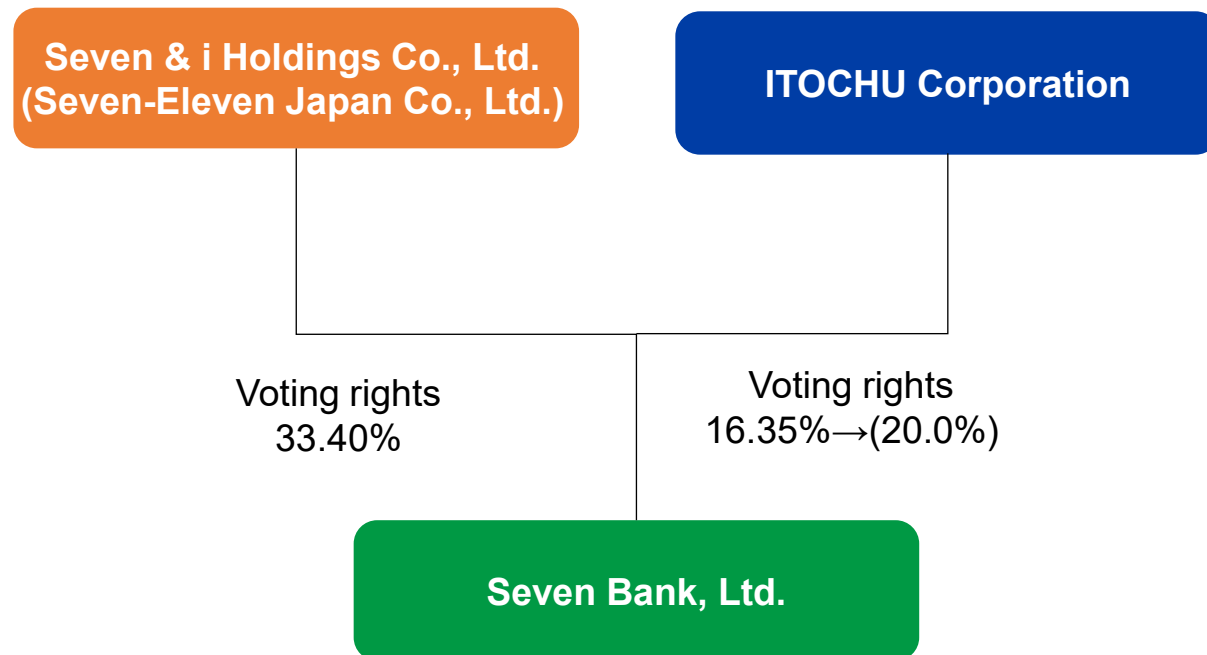 Seven & i Holdings Co., Ltd.
(Seven-Eleven Japan Co., Ltd.)
ITOCHU Corporation
Voting rights
33.40%
Voting rights
16.35%→(20.0%)
Seven Bank, Ltd.